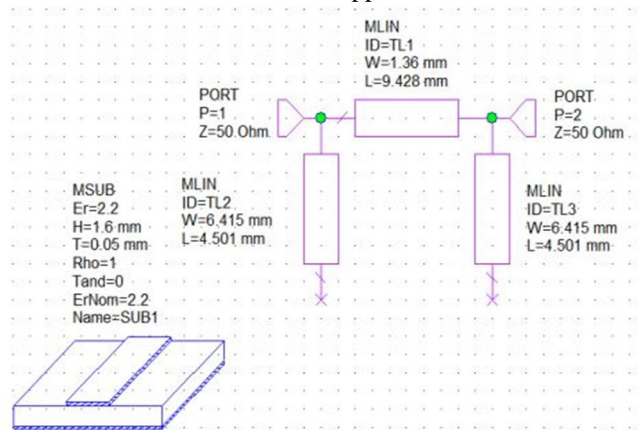 MLIN
ID=TL1
W=1.36 mm
L=9.428 mm
PORT
P=1
Z=50 Ohm
PORT
P=2
Z=50 Ohm
MSUB
Er=2.2
H=1.6 mm
T=0.05 mm
Rho=1
Tand=0
ErNom=2.2
Name=SUB1
MLIN
ID=TL2
W=6.415 mm
L=4.501 mm
MLIN
ID=TL3
W=6.415 mm
L=4.501 mm